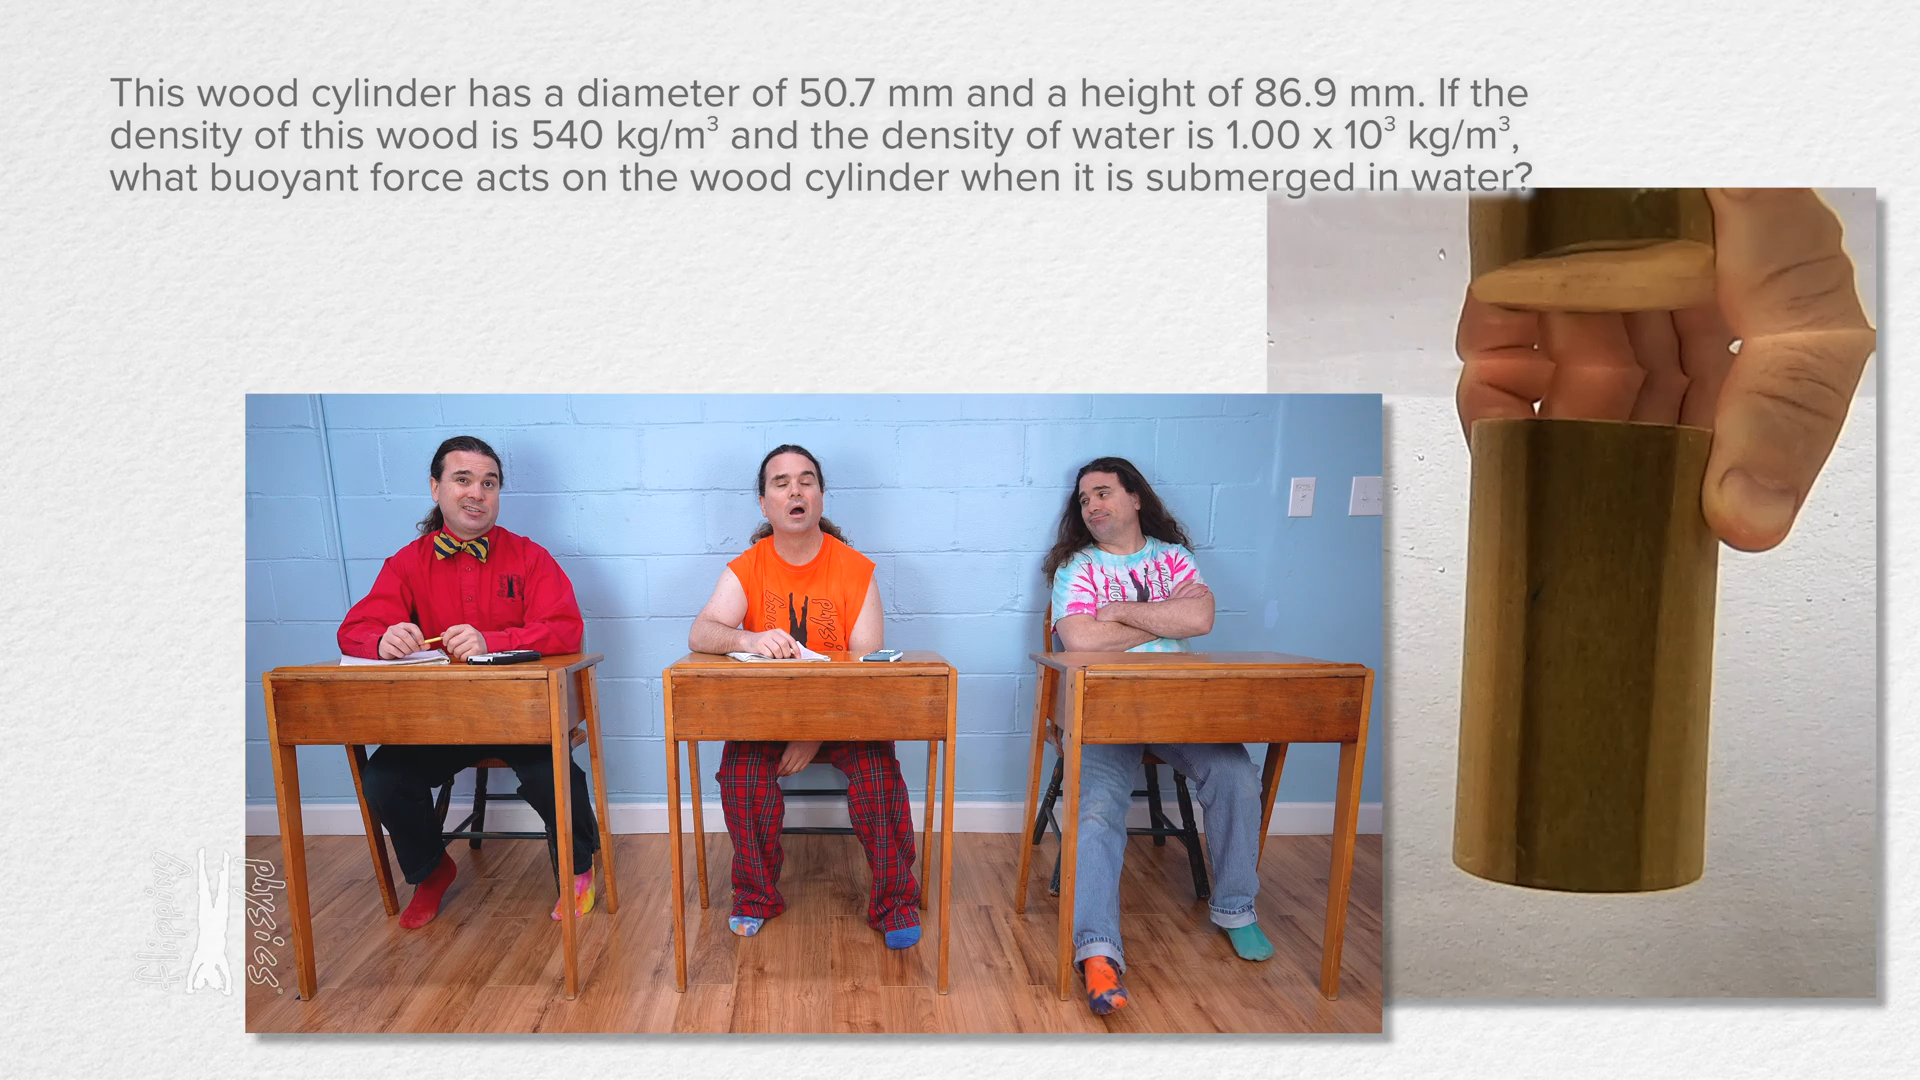 This wood cylinder has a diameter of 50.7 mm and a height of 86.9 mm. If the
density of this wood is 540 kg/m³ and the density of water is 1.00 x 10³ kg/m³,
what buoyant force acts on the wood cylinder when it is submerged in water?
flipping
physics